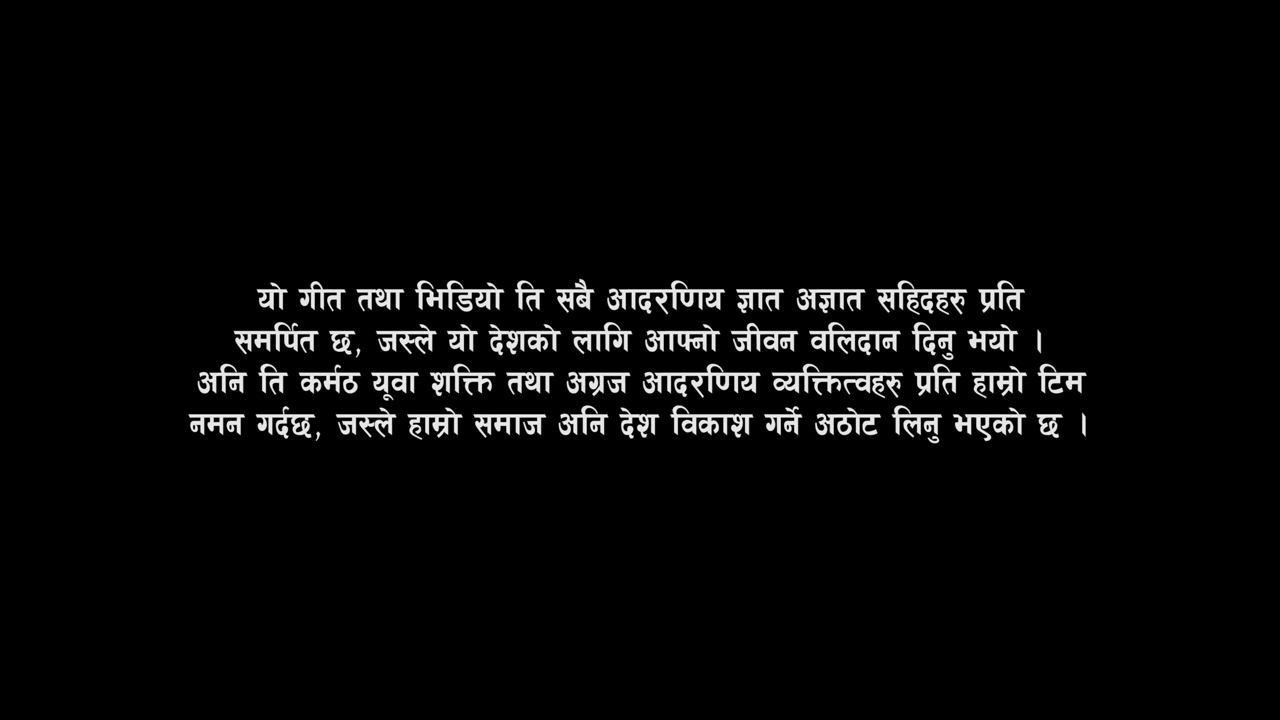 यो गीत तथा भिडियो ति सबै आदरणिय ज्ञात अज्ञात सहिदहरु प्रति
समर्पित छ, जस्ले यो देशको लागि आफ्नो जीवन वलिदान दिनु भयो ।
अनि ति कर्मठ यूवा शक्ति तथा अग्रज आदरणिय व्यक्तित्वहरु प्रति हाम्रो टिम
नमन गर्दछ, जस्ले हाम्रो समाज अनि देश विकाश गर्ने अठोट लिनु भएको छ ।